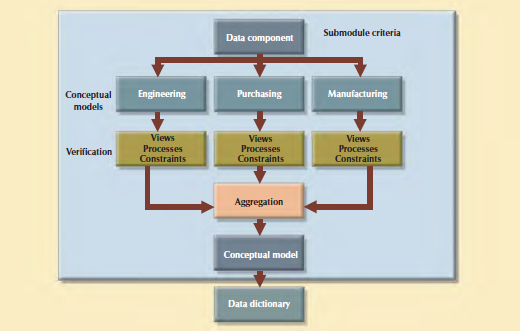 Data component
Submodule criteria
Conceptual
models
Engineering
Purchasing
Manufacturing
Verification
Views
Processes
Constraints
Views
Processes
Constraints
Views
Processes
Constraints
Aggregation
Conceptual model
Data dictionary